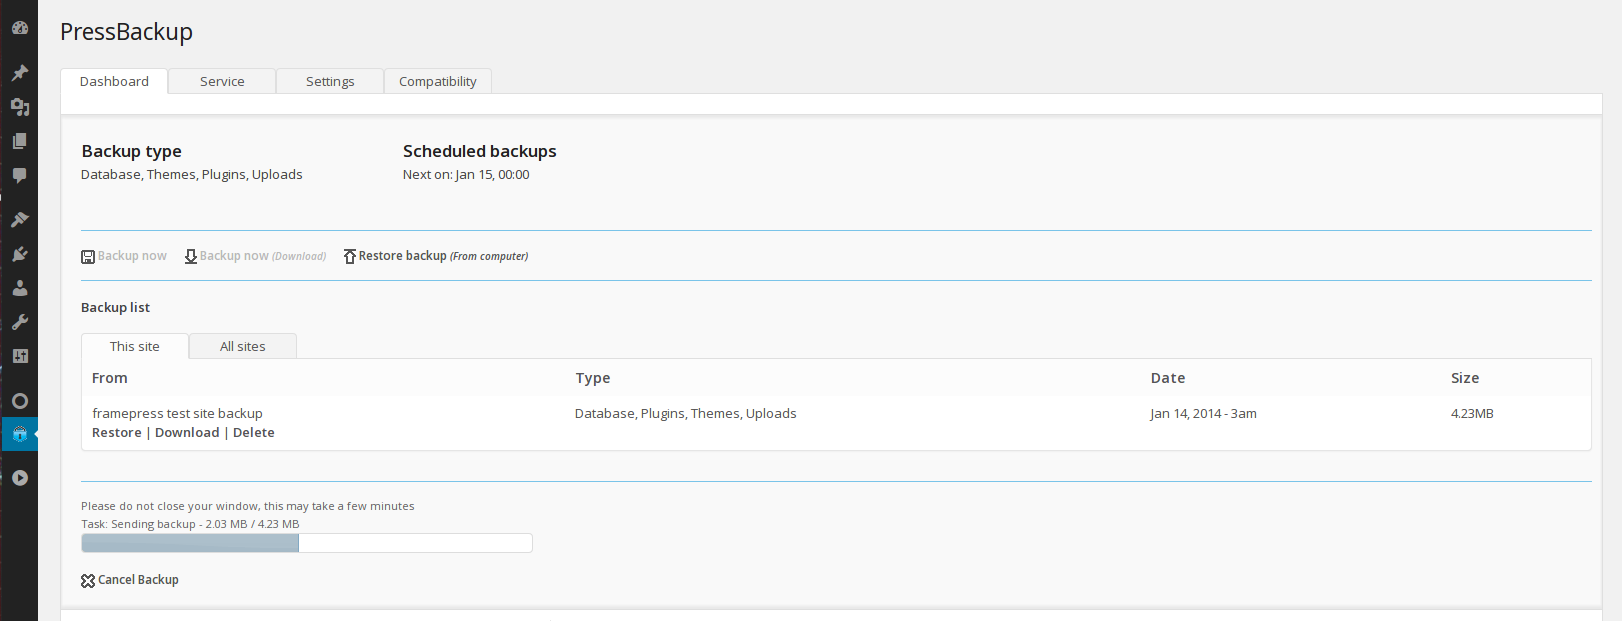 PressBackup
Dashboard Service Settings Compatibility
Backup type Scheduled backups
Database, Themes, Plugins, Uploads Next on: Jan 15, 00:00
Backup now Backup now (Download) Restore backup (From computer)
Backup list
This site All sites
From Type Date Size
framepress test site backup Database, Plugins, Themes, Uploads Jan 14, 2014 - 3am 4.23MB
Restore | Download | Delete
Please do not close your window, this may take a few minutes
Task: Sending backup - 2.03 MB / 4.23 MB
Cancel Backup